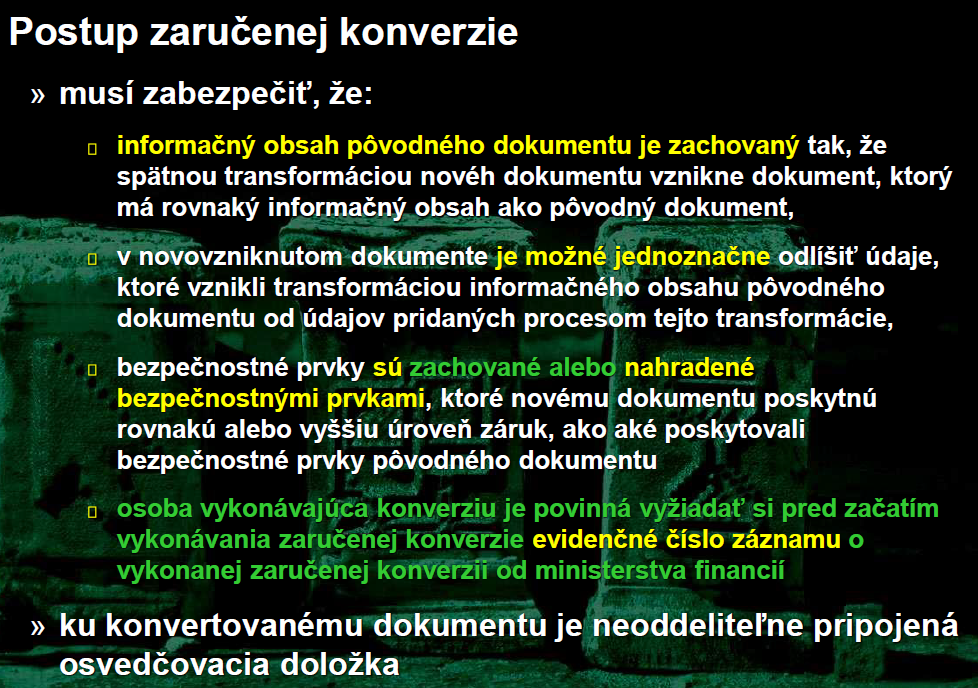 Postup zaručenej konverzie
» musí zabezpečiť, že:
▯ informačný obsah pôvodného dokumentu je zachovaný tak, že
spätnou transformáciou novéh dokumentu vznikne dokument, ktorý
má rovnaký informačný obsah ako pôvodný dokument,
▯ v novovzniknutom dokumente je možné jednoznačne odlíšiť údaje,
ktoré vznikli transformáciou informačného obsahu pôvodného
dokumentu od údajov pridaných procesom tejto transformácie,
▯ bezpečnostné prvky sú zachované alebo nahradené
bezpečnostnými prvkami, ktoré novému dokumentu poskytnú
rovnakú alebo vyššiu úroveň záruk, ako aké poskytovali
bezpečnostné prvky pôvodného dokumentu
▯ osoba vykonávajúca konverziu je povinná vyžiadať si pred začatím
vykonávania zaručenej konverzie evidenčné číslo záznamu o
vykonanej zaručenej konverzii od ministerstva financií
» ku konvertovanému dokumentu je neoddeliteľne pripojená
osvedčovacia doložka